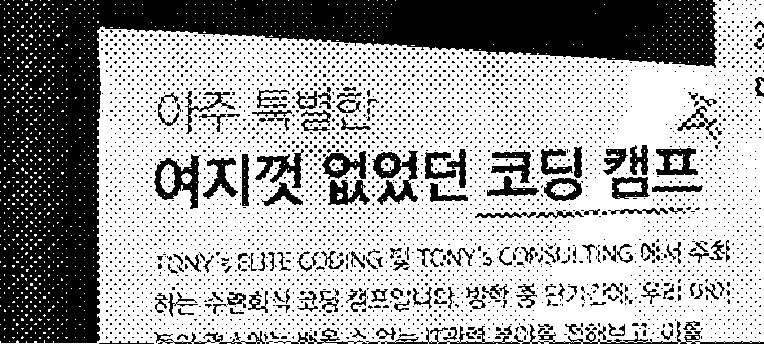 아주 특별한
여지껏 없었던 코딩 캠프
TONY's ELITE CODING 및 TONY's CONSULTING 에서 주최
하는 수련회식 코딩 캠프입니다. 방학 중 단기간에, 우리 아이